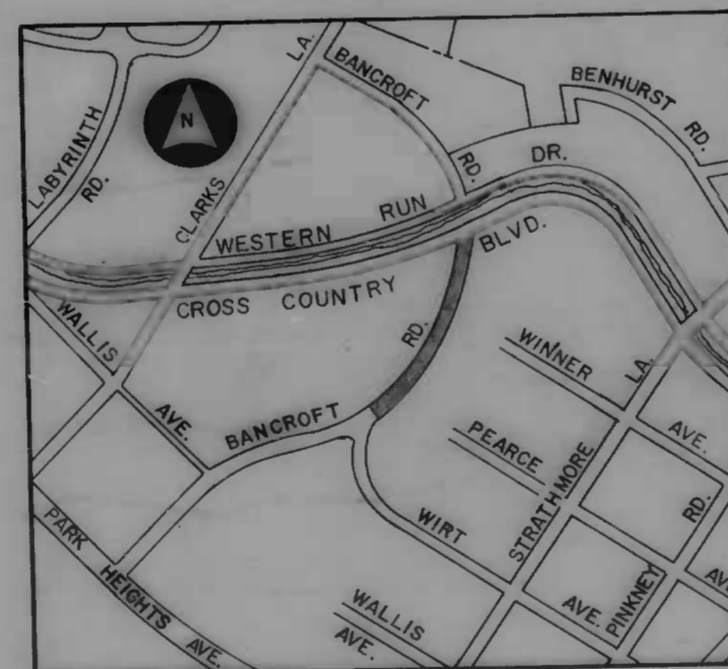 LA.
BANCROFT
RD.
BENHURST
RD.
N
LABYRINTH
RD.
CLARKS
WESTERN RUN DR.
CROSS COUNTRY BLVD.
WALLIS
AVE.
BANCROFT
RD.
WINNER
AVE.
LA.
PEARCE
STRATHMORE
RD.
WIRT
AVE.
PINKNEY
AV
PARK
HEIGHTS
AVE.
WALLIS
AVE.